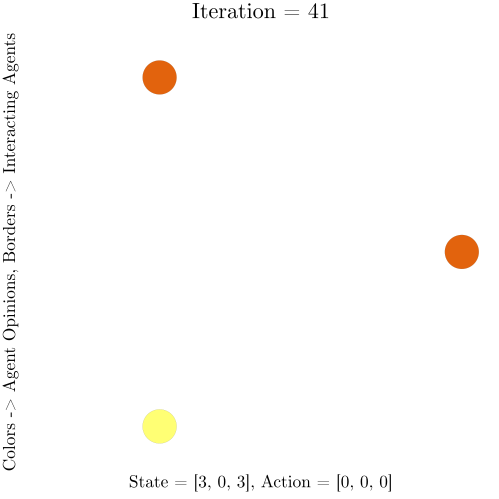 Iteration = 41
Colors -> Agent Opinions, Borders -> Interacting Agents
State = [3, 0, 3], Action = [0, 0, 0]